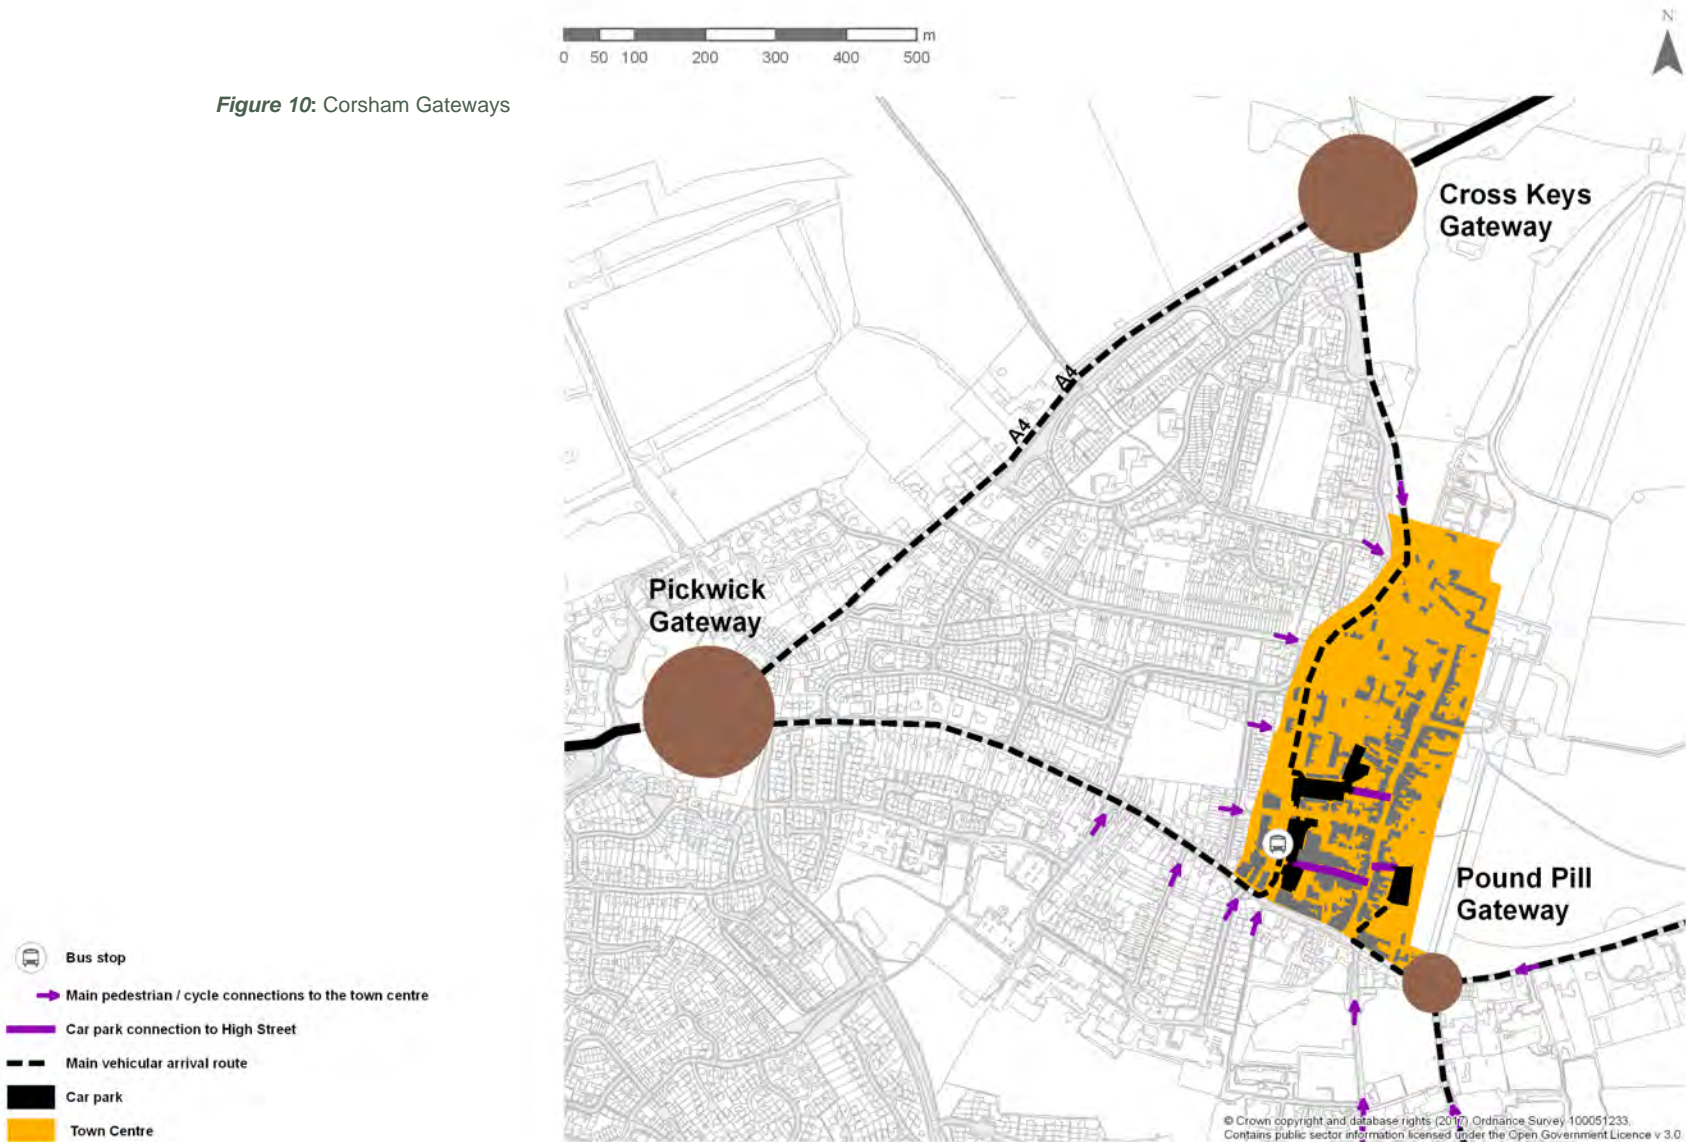 N
m
0 50 100 200 300 400 500
Figure 10: Corsham Gateways
Cross Keys
Gateway
A4
A4
Pickwick
Gateway
Pound Pill
Gateway
Bus stop
Main pedestrian / cycle connections to the town centre
Car park connection to High Street
Main vehicular arrival route
Car park
Town Centre
© Crown copyright and database rights (2017) Ordnance Survey 100051233.
Contains public sector information licensed under the Open Government Licence v 3.0